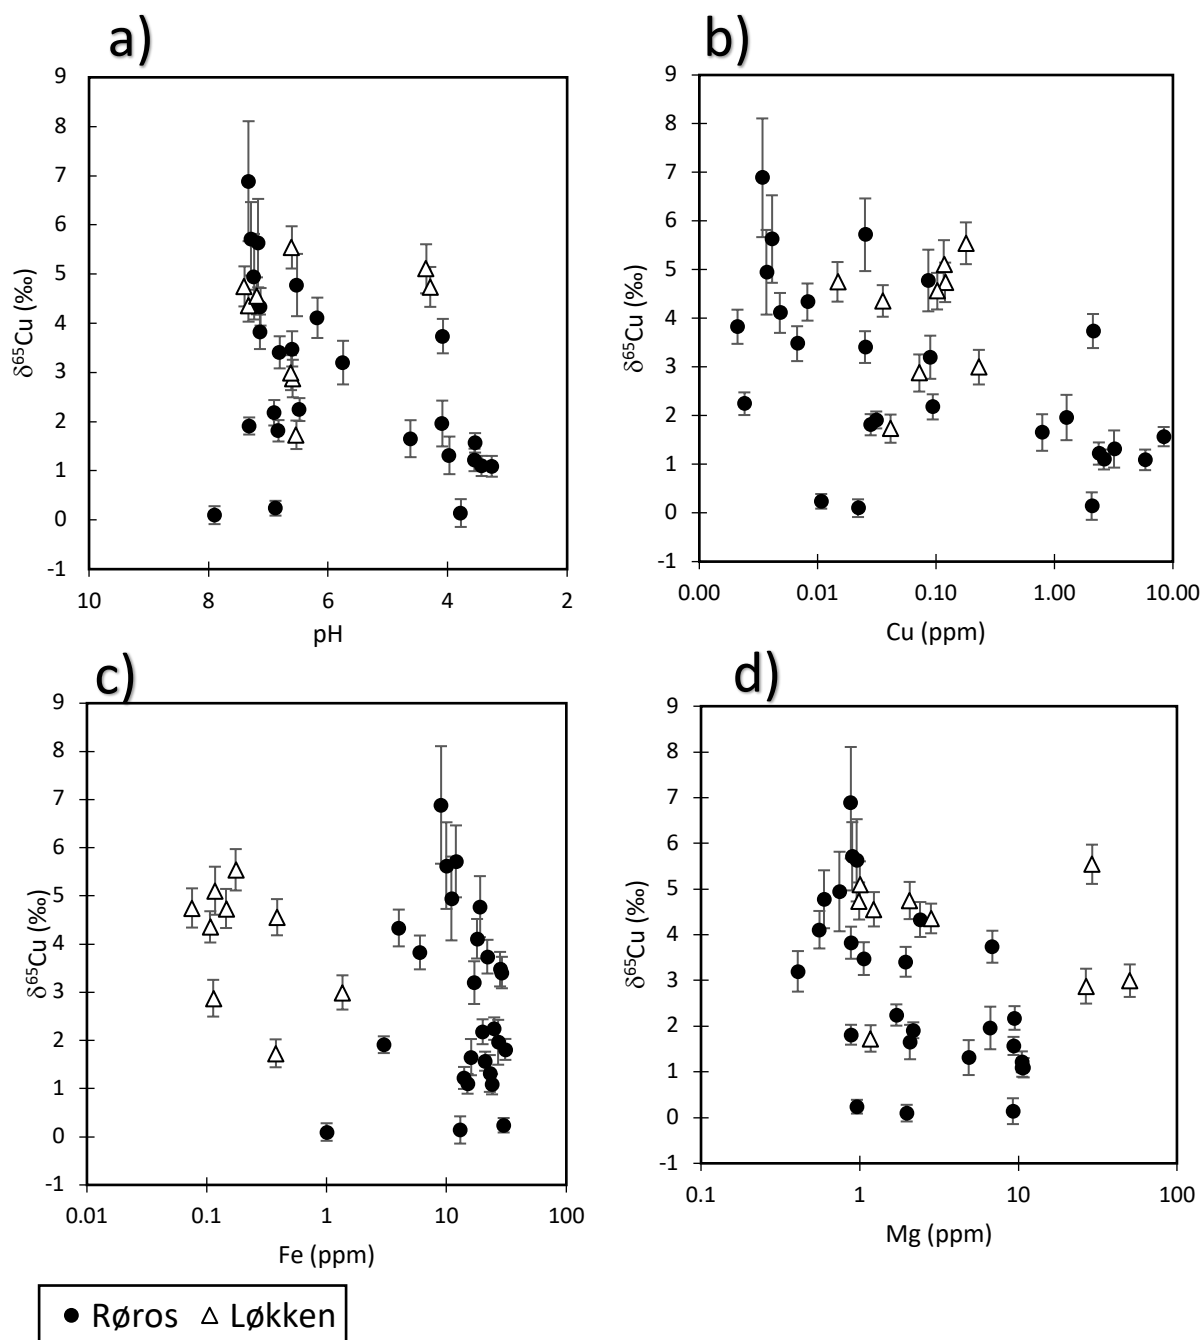 a)
9
8
7
6
5
4
3
2
1
0
-1
δ⁶⁵Cu (‰)
10 8 6 4 2
pH
b)
9
8
7
6
5
4
3
2
1
0
-1
δ⁶⁵Cu (‰)
0.00 0.01 0.10 1.00 10.00
Cu (ppm)
c)
9
8
7
6
5
4
3
2
1
0
-1
δ⁶⁵Cu (‰)
0.01 0.1 1 10 100
Fe (ppm)
d)
9
8
7
6
5
4
3
2
1
0
-1
δ⁶⁵Cu (‰)
0.1 1 10 100
Mg (ppm)
Røros Løkken